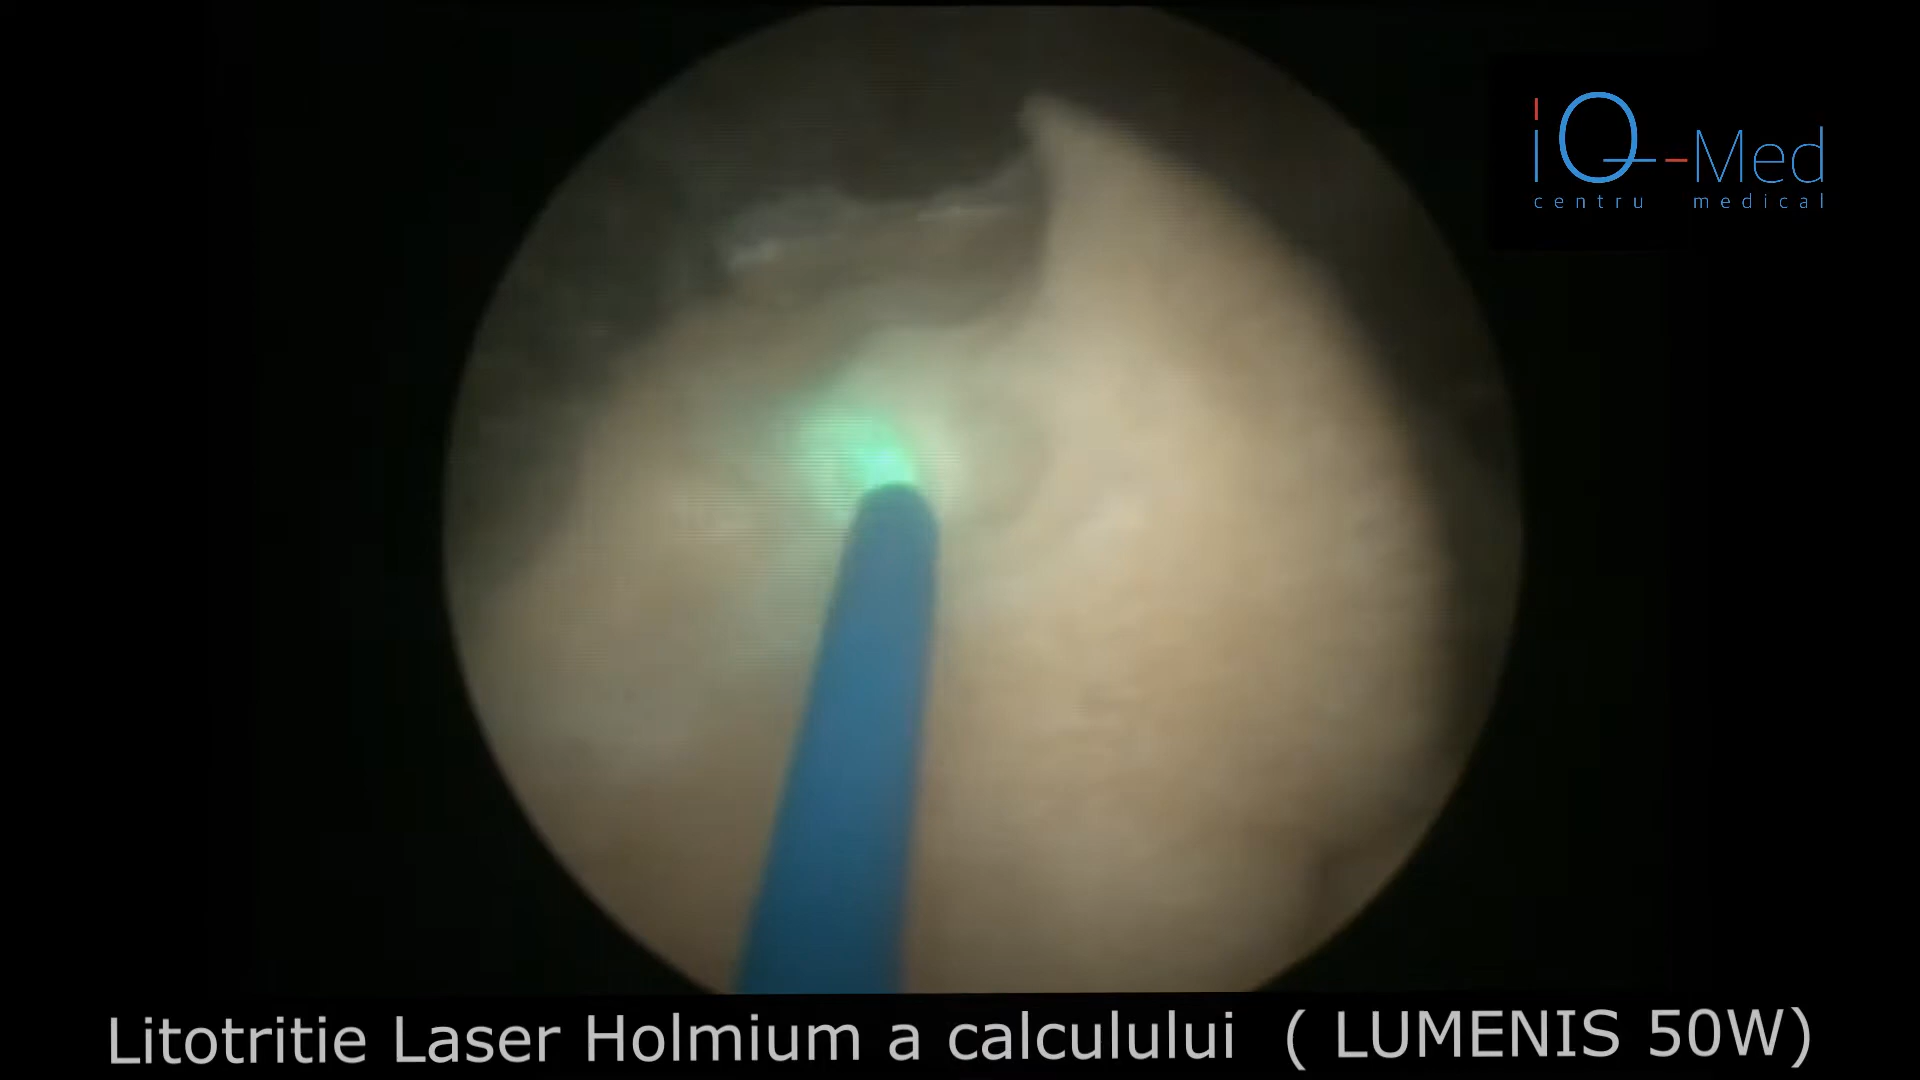 iQ-Med
centru medical
Litotritie Laser Holmium a calculului ( LUMENIS 50W)